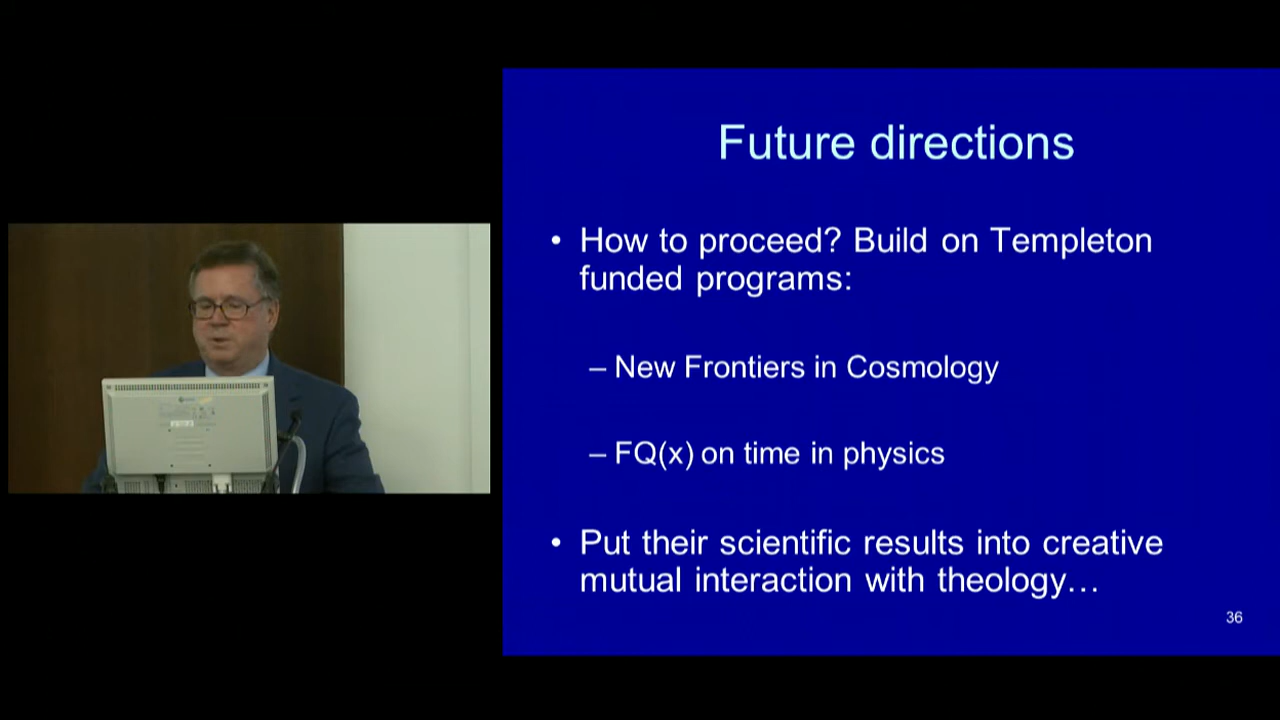 Future directions
• How to proceed? Build on Templeton
funded programs:
– New Frontiers in Cosmology
– FQ(x) on time in physics
• Put their scientific results into creative
mutual interaction with theology…
36